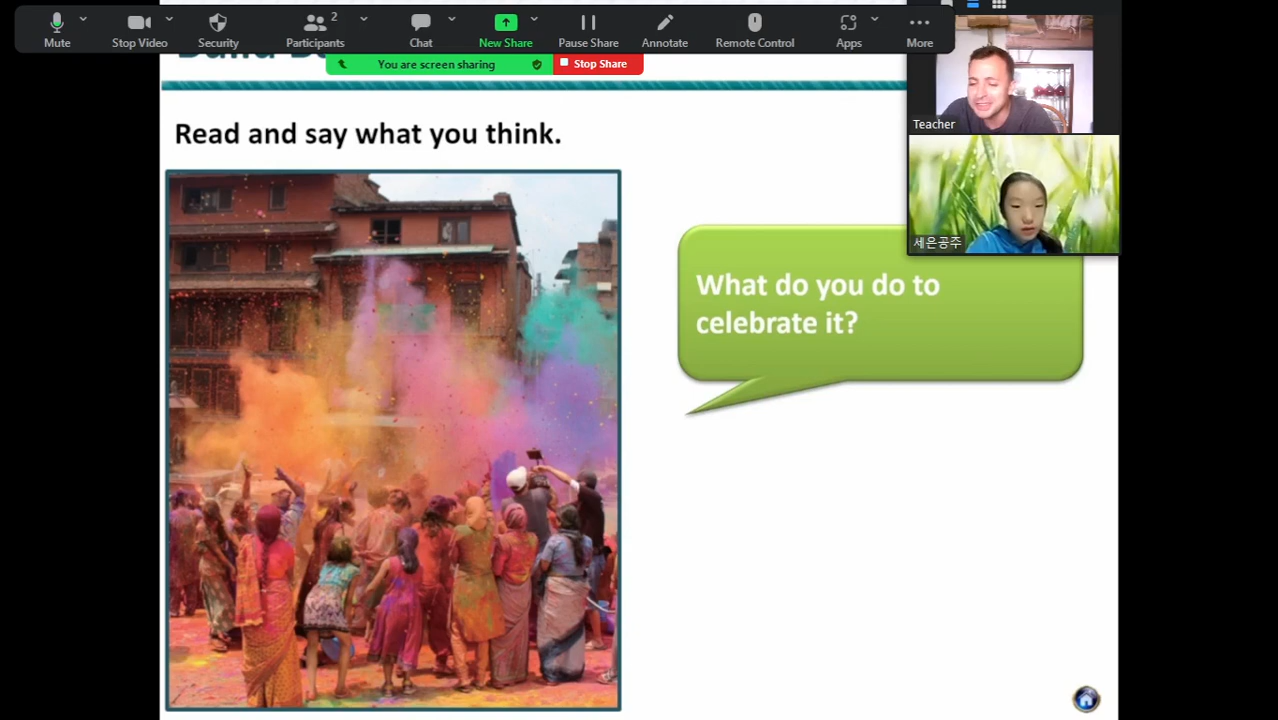 2
Mute
Stop Video
Security
Participants
Chat
New Share
Pause Share
Annotate
Remote Control
Apps
More
You are screen sharing
Stop Share
Teacher
세은공주
Read and say what you think.
What do you do to
celebrate it?